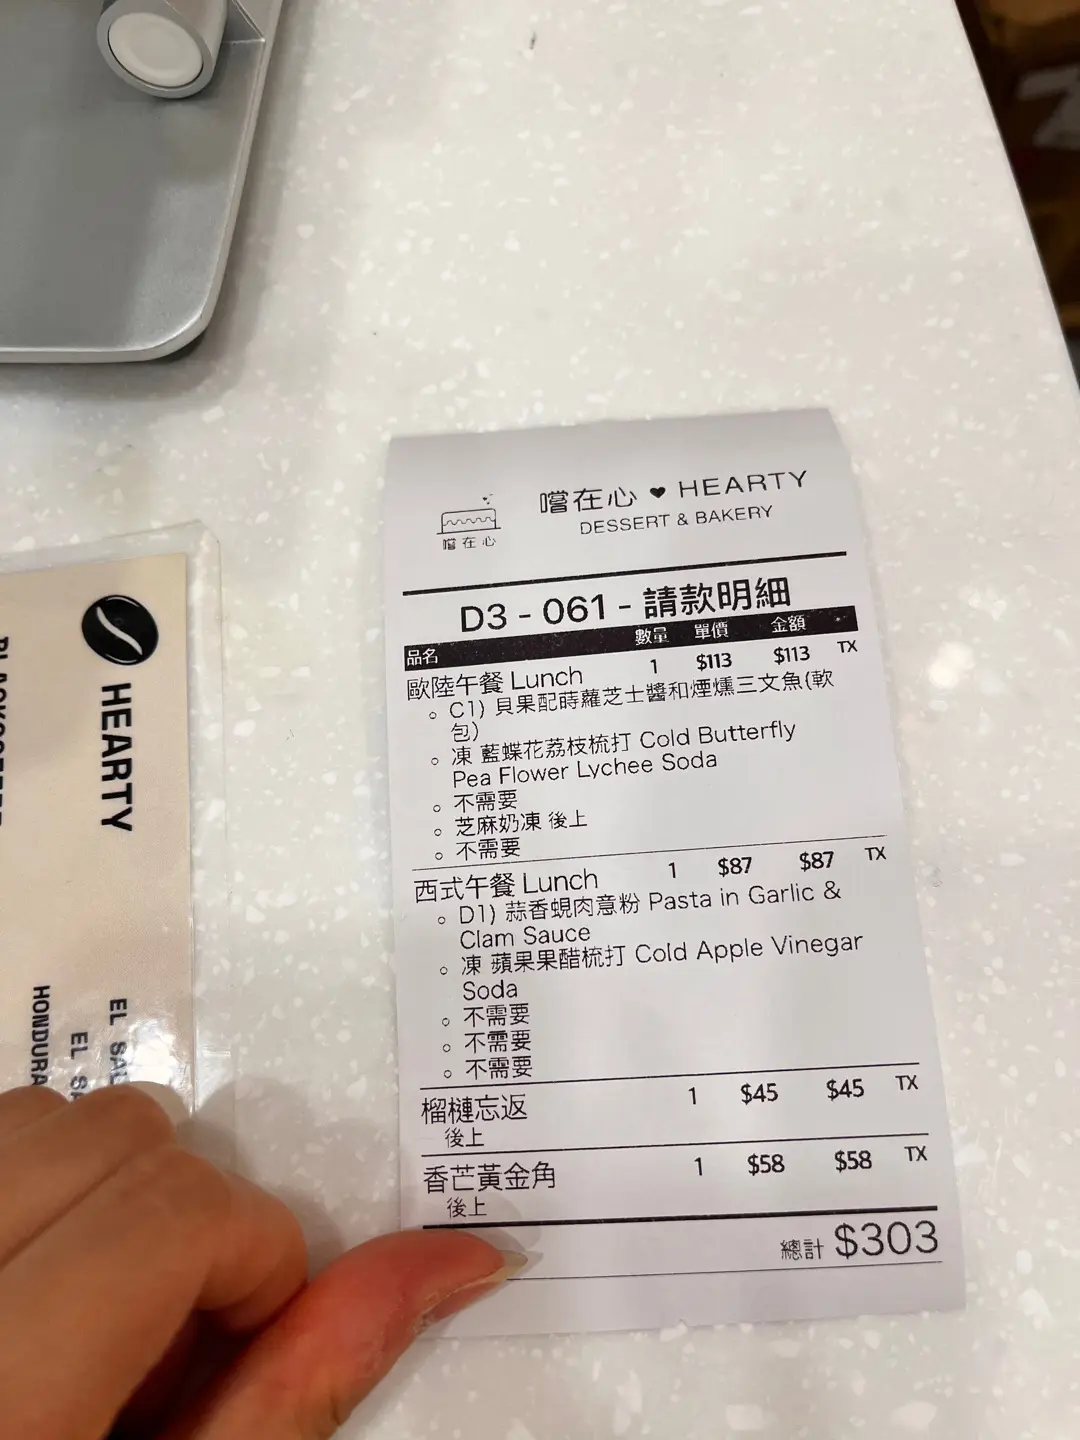 嚐在心 ♥ HEARTY
DESSERT & BAKERY
嚐在心
D3 - 061 - 請款明細
品名 數量 單價 金額
歐陸午餐 Lunch 1 $113 $113 TX
◦ C1) 貝果配蒔蘿芝士醬和煙燻三文魚(軟
包)
◦ 凍 藍蝶花荔枝梳打 Cold Butterfly
Pea Flower Lychee Soda
◦ 不需要
◦ 芝麻奶凍 後上
◦ 不需要
西式午餐 Lunch 1 $87 $87 TX
◦ D1) 蒜香蜆肉意粉 Pasta in Garlic &
Clam Sauce
◦ 凍 蘋果果醋梳打 Cold Apple Vinegar
Soda
◦ 不需要
◦ 不需要
◦ 不需要
榴槤忘返 1 $45 $45 TX
後上
香芒黃金角 1 $58 $58 TX
後上
總計 $303
HEARTY
EL SAL
EL SA
HONDURA